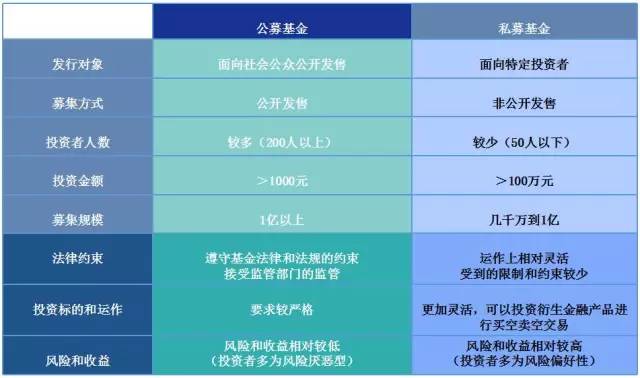 公募基金 私募基金
发行对象 面向社会公众公开发售 面向特定投资者
募集方式 公开发售 非公开发售
投资者人数 较多（200人以上） 较少（50人以下）
投资金额 ＞1000元 ＞100万元
募集规模 1亿以上 几千万到1亿
法律约束 遵守基金法律和法规的约束 运作上相对灵活
接受监管部门的监管 受到的限制和约束较少
投资标的和运作 要求较严格 更加灵活，可以投资衍生金融产品进
行买空卖空交易
风险和收益 风险和收益相对较低 风险和收益相对较高
（投资者多为风险厌恶型） （投资者多为风险偏好性）